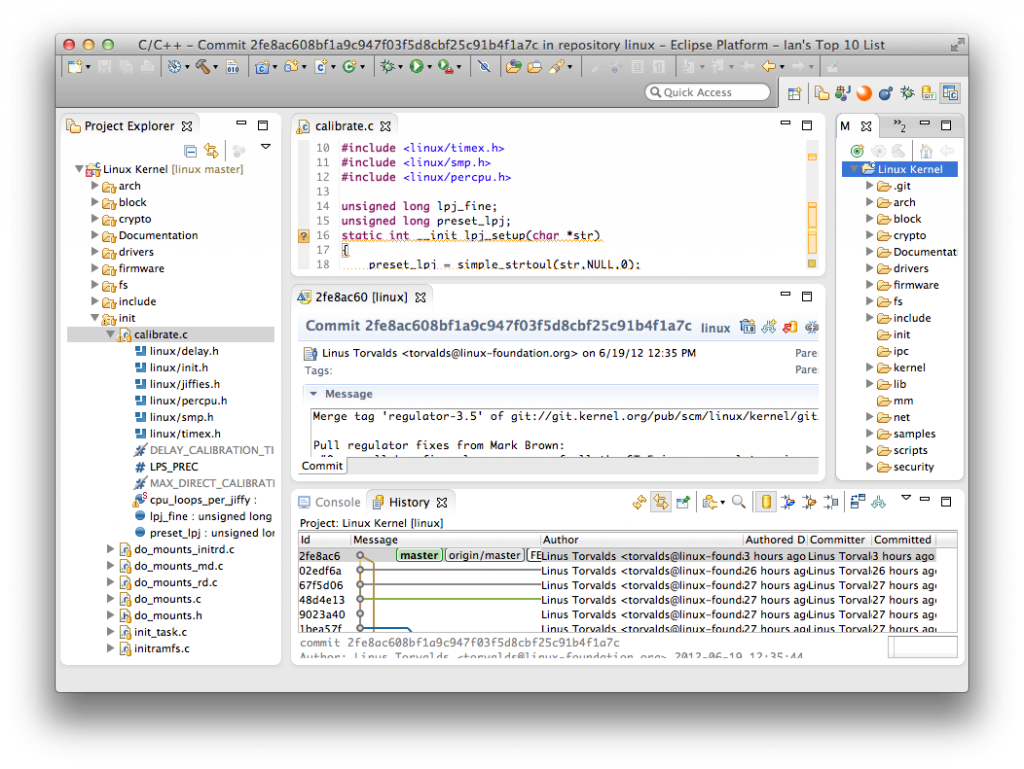 C/C++ – Commit 2fe8ac608bf1a9c947f03f5d8cbf25c91b4f1a7c in repository linux – Eclipse Platform – Ian's Top 10 List
Quick Access
Project Explorer
Linux Kernel [linux master]
arch
block
crypto
Documentation
drivers
firmware
fs
include
init
calibrate.c
linux/delay.h
linux/init.h
linux/jiffies.h
linux/percpu.h
linux/smp.h
linux/timex.h
DELAY_CALIBRATION_TI
LPS_PREC
MAX_DIRECT_CALIBRATI
cpu_loops_per_jiffy :
lpj_fine : unsigned long
preset_lpj : unsigned lor
do_mounts_initrd.c
do_mounts_md.c
do_mounts_rd.c
do_mounts.c
do_mounts.h
init_task.c
initramfs.c
calibrate.c
10 #include <linux/timex.h>
11 #include <linux/smp.h>
12 #include <linux/percpu.h>
13
14 unsigned long lpj_fine;
15 unsigned long preset_lpj;
16 static int __init lpj_setup(char *str)
17 {
18 preset_lpj = simple_strtoul(str,NULL,0);
2fe8ac60 [linux]
Commit 2fe8ac608bf1a9c947f03f5d8cbf25c91b4f1a7c linux
Linus Torvalds <torvalds@linux-foundation.org> on 6/19/12 12:35 PM Pare
Tags: Pare
Message
Merge tag 'regulator-3.5' of git://git.kernel.org/pub/scm/linux/kernel/git
Pull regulator fixes from Mark Brown:
Commit
Console History
Project: Linux Kernel [linux]
Id Message Author Authored D Committer Committed
2fe8ac6 master origin/master FE Linus Torvalds <torvalds@linux-found 3 hours ago Linus Torval 3 hours ago
02edf6a Linus Torvalds <torvalds@linux-found 26 hours ag Linus Torval 26 hours ag
67f5d06 Linus Torvalds <torvalds@linux-found 27 hours ag Linus Torval 27 hours ag
48d4e13 Linus Torvalds <torvalds@linux-found 27 hours ag Linus Torval 27 hours ag
9023a40 Linus Torvalds <torvalds@linux-found 27 hours ag Linus Torval 27 hours ag
1bea57f Linus Torvalds <torvalds@linux-found 27 hours ag Linus Torval 27 hours ag
commit 2fe8ac608bf1a9c947f03f5d8cbf25c91b4f1a7c
Author: Linus Torvalds <torvalds@linux-foundation.org> 2012-06-19 12:35:44
M
2
Linux Kernel
.git
arch
block
crypto
Documentat
drivers
firmware
fs
include
init
ipc
kernel
lib
mm
net
samples
scripts
security